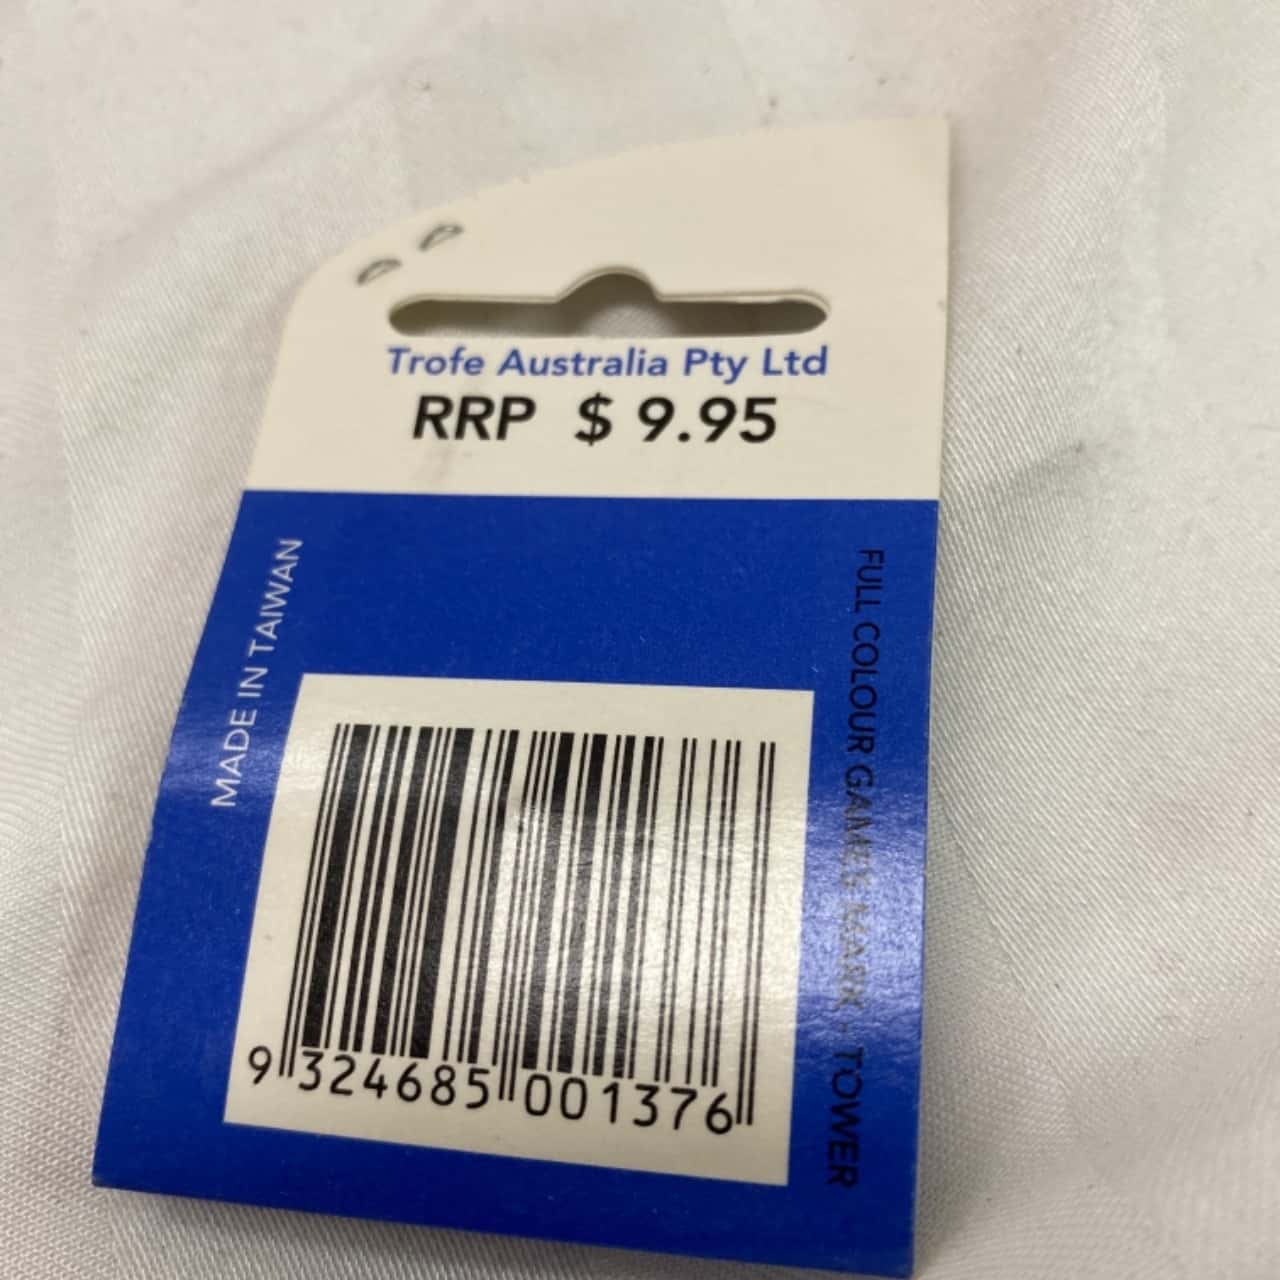 Trofe Australia Pty Ltd
RRP $ 9.95
MADE IN TAIWAN
FULL COLOUR GAMES MARK - TOWER
9 324685 001376